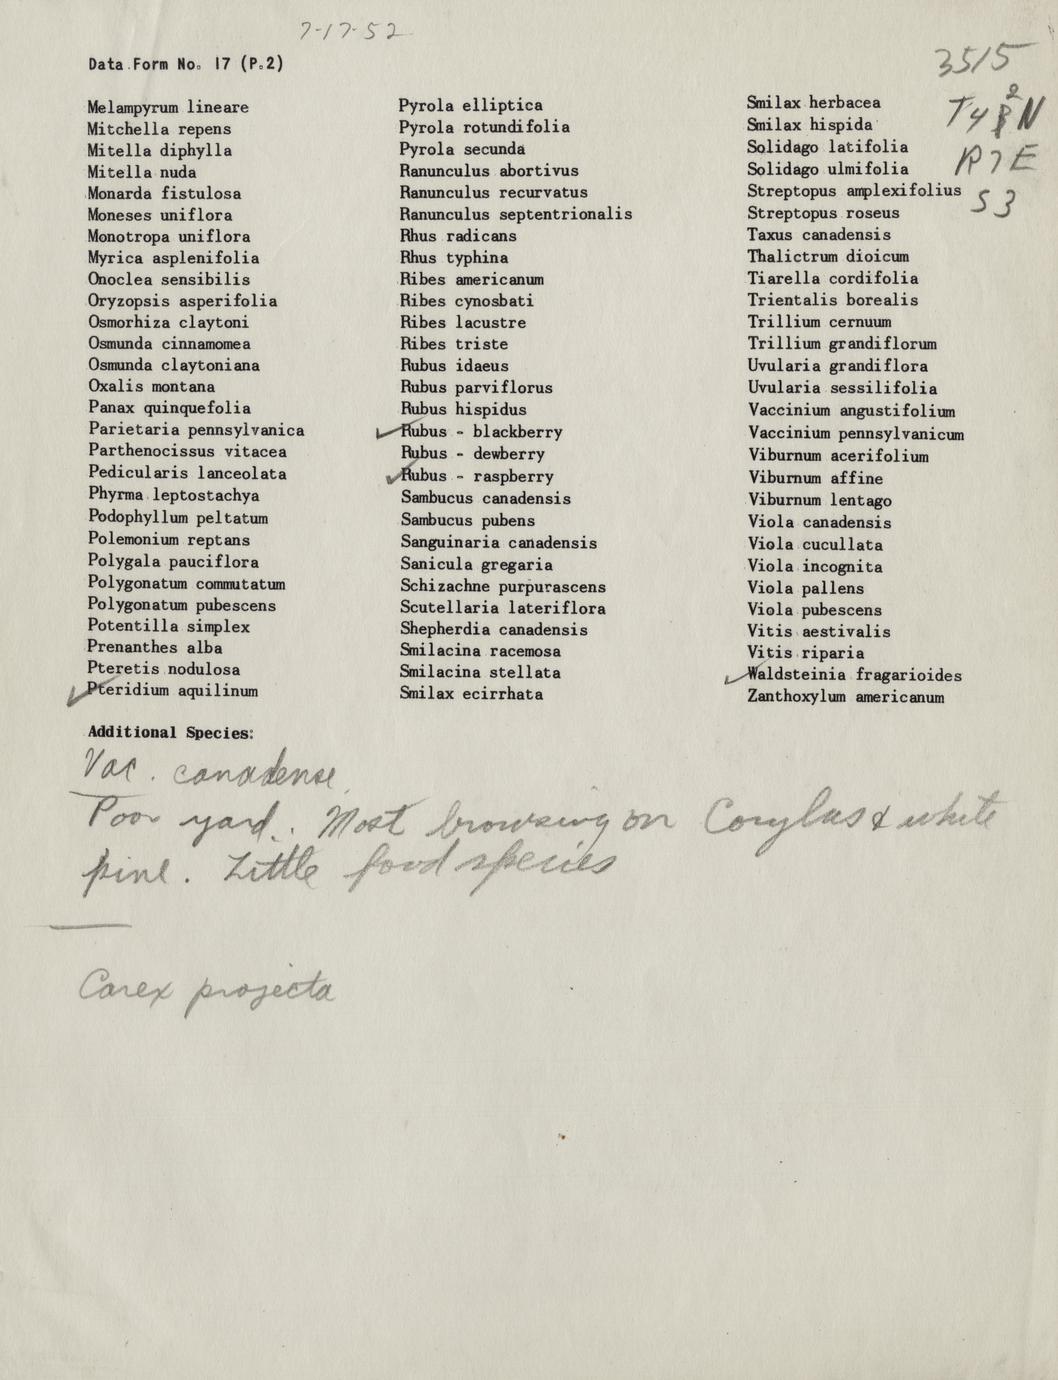 7-17-52
Data Form No. 17 (P.2)
3515
T42N
R7E
S3
Melampyrum lineare
Mitchella repens
Mitella diphylla
Mitella nuda
Monarda fistulosa
Moneses uniflora
Monotropa uniflora
Myrica asplenifolia
Onoclea sensibilis
Oryzopsis asperifolia
Osmorhiza claytoni
Osmunda cinnamomea
Osmunda claytoniana
Oxalis montana
Panax quinquefolia
Parietaria pennsylvanica
Parthenocissus vitacea
Pedicularis lanceolata
Phyrma leptostachya
Podophyllum peltatum
Polemonium reptans
Polygala pauciflora
Polygonatum commutatum
Polygonatum pubescens
Potentilla simplex
Prenanthes alba
Pteretis nodulosa
✓ Pteridium aquilinum
Pyrola elliptica
Pyrola rotundifolia
Pyrola secunda
Ranunculus abortivus
Ranunculus recurvatus
Ranunculus septentrionalis
Rhus radicans
Rhus typhina
Ribes americanum
Ribes cynosbati
Ribes lacustre
Ribes triste
Rubus idaeus
Rubus parviflorus
Rubus hispidus
✓ Rubus - blackberry
Rubus - dewberry
✓ Rubus - raspberry
Sambucus canadensis
Sambucus pubens
Sanguinaria canadensis
Sanicula gregaria
Schizachne purpurascens
Scutellaria lateriflora
Shepherdia canadensis
Smilacina racemosa
Smilacina stellata
Smilax ecirrhata
Smilax herbacea
Smilax hispida
Solidago latifolia
Solidago ulmifolia
Streptopus amplexifolius
Streptopus roseus
Taxus canadensis
Thalictrum dioicum
Tiarella cordifolia
Trientalis borealis
Trillium cernuum
Trillium grandiflorum
Uvularia grandiflora
Uvularia sessilifolia
Vaccinium angustifolium
Vaccinium pennsylvanicum
Viburnum acerifolium
Viburnum affine
Viburnum lentago
Viola canadensis
Viola cucullata
Viola incognita
Viola pallens
Viola pubescens
Vitis aestivalis
Vitis riparia
✓ Waldsteinia fragarioides
Zanthoxylum americanum
Additional Species:
Vac. canadense
Poor yard. Most browsing on Corylus & white
pine. Little food species
Carex projecta